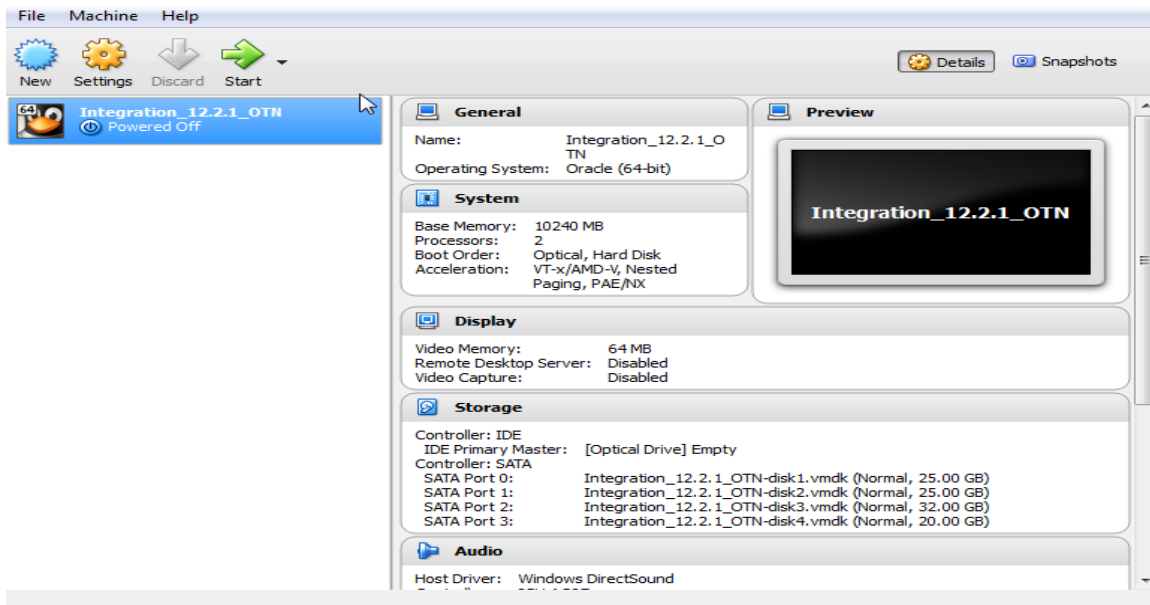 File Machine Help
New Settings Discard Start
Details Snapshots
64 Integration_12.2.1_OTN
Powered Off
General
Name: Integration_12.2.1_O
TN
Operating System: Oracle (64-bit)
Preview
Integration_12.2.1_OTN
System
Base Memory: 10240 MB
Processors: 2
Boot Order: Optical, Hard Disk
Acceleration: VT-x/AMD-V, Nested
Paging, PAE/NX
Display
Video Memory: 64 MB
Remote Desktop Server: Disabled
Video Capture: Disabled
Storage
Controller: IDE
IDE Primary Master: [Optical Drive] Empty
Controller: SATA
SATA Port 0: Integration_12.2.1_OTN-disk1.vmdk (Normal, 25.00 GB)
SATA Port 1: Integration_12.2.1_OTN-disk2.vmdk (Normal, 25.00 GB)
SATA Port 2: Integration_12.2.1_OTN-disk3.vmdk (Normal, 32.00 GB)
SATA Port 3: Integration_12.2.1_OTN-disk4.vmdk (Normal, 20.00 GB)
Audio
Host Driver: Windows DirectSound